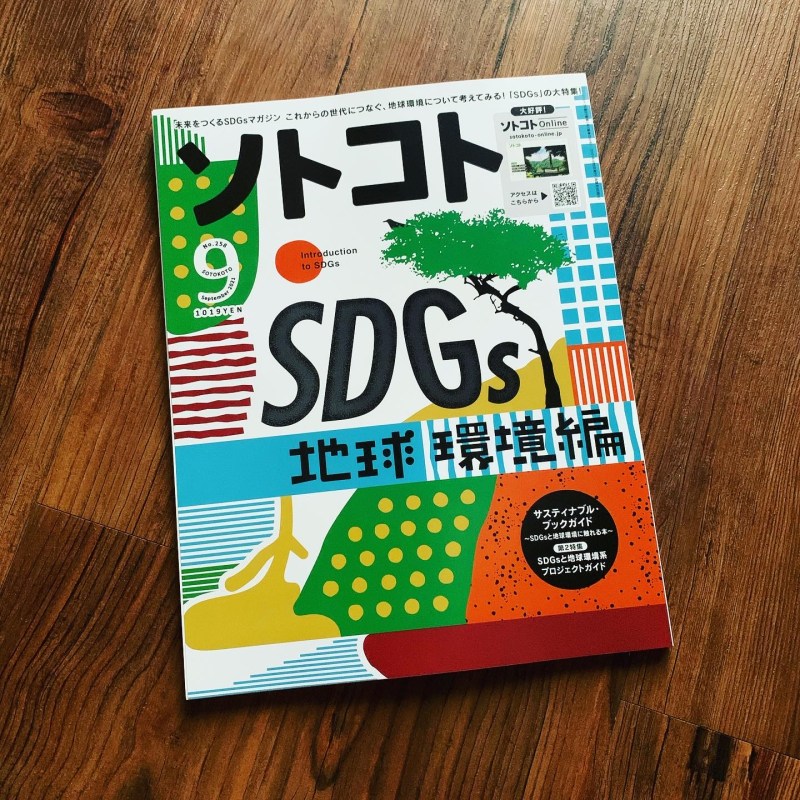 「未来をつくるSDGsマガジン これからの世代につなぐ、地球環境について考えてみる!「SDGs」の大特集!
大好評!
ソトコトOnline
sotokoto-online.jp
アクセスは
こちらから
ソトコト
No.258
9
SOTOKOTO
September 2021
1019YEN
Introduction
to SDGs
SDGs
地球環境編
サスティナブル・
ブックガイド
〜SDGsと地球環境に触れる本〜
第2特集
SDGsと地球環境系
プロジェクトガイド